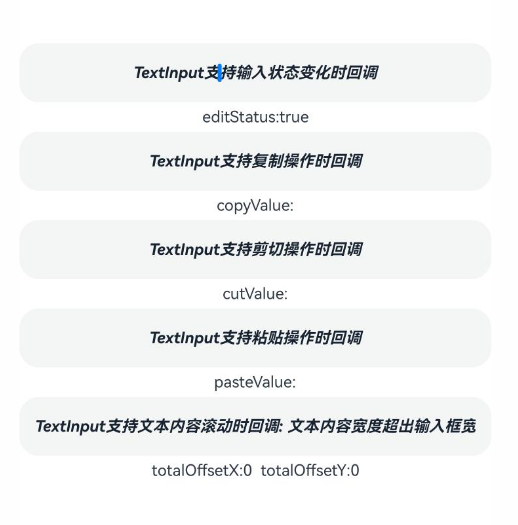 TextInput支持输入状态变化时回调
editStatus:true
TextInput支持复制操作时回调
copyValue:
TextInput支持剪切操作时回调
cutValue:
TextInput支持粘贴操作时回调
pasteValue:
TextInput支持文本内容滚动时回调: 文本内容宽度超出输入框宽
totalOffsetX:0  totalOffsetY:0